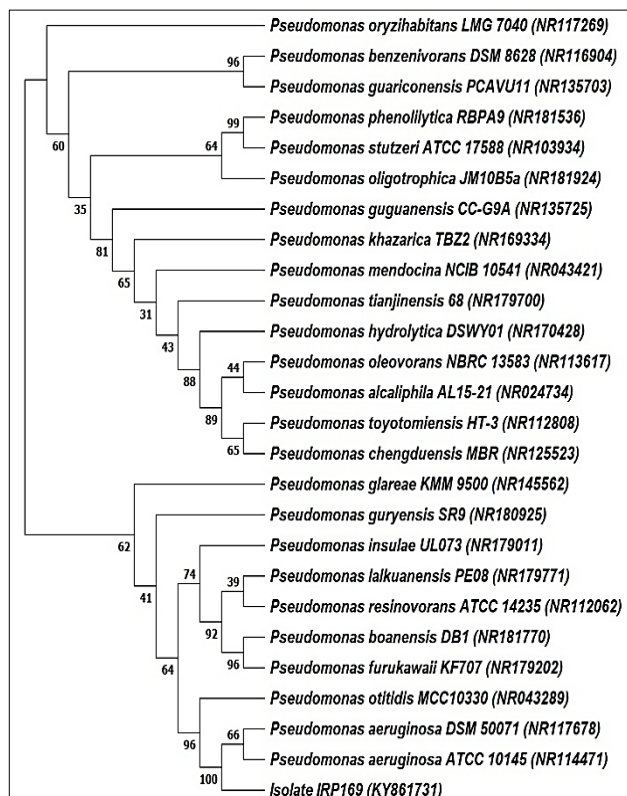 Pseudomonas oryzihabitans LMG 7040 (NR117269)
Pseudomonas benzenivorans DSM 8628 (NR116904)
96
Pseudomonas guariconensis PCAVU11 (NR135703)
Pseudomonas phenolilytica RBPA9 (NR181536)
99
60
64
Pseudomonas stutzeri ATCC 17588 (NR103934)
Pseudomonas oligotrophica JM10B5a (NR181924)
35
Pseudomonas guguanensis CC-G9A (NR135725)
81
Pseudomonas khazarica TBZ2 (NR169334)
65
Pseudomonas mendocina NCIB 10541 (NR043421)
31
Pseudomonas tianjinensis 68 (NR179700)
43
Pseudomonas hydrolytica DSWY01 (NR170428)
88
44
Pseudomonas oleovorans NBRC 13583 (NR113617)
Pseudomonas alcaliphila AL15-21 (NR024734)
89
Pseudomonas toyotomiensis HT-3 (NR112808)
65
Pseudomonas chengduensis MBR (NR125523)
Pseudomonas glareae KMM 9500 (NR145562)
62
Pseudomonas guryensis SR9 (NR180925)
Pseudomonas insulae UL073 (NR179011)
41
74
39
Pseudomonas lalkuanensis PE08 (NR179771)
Pseudomonas resinovorans ATCC 14235 (NR112062)
92
Pseudomonas boanensis DB1 (NR181770)
64
96
Pseudomonas furukawaii KF707 (NR179202)
Pseudomonas otitidis MCC10330 (NR043289)
96
66
Pseudomonas aeruginosa DSM 50071 (NR117678)
Pseudomonas aeruginosa ATCC 10145 (NR114471)
100
Isolate IRP169 (KY861731)